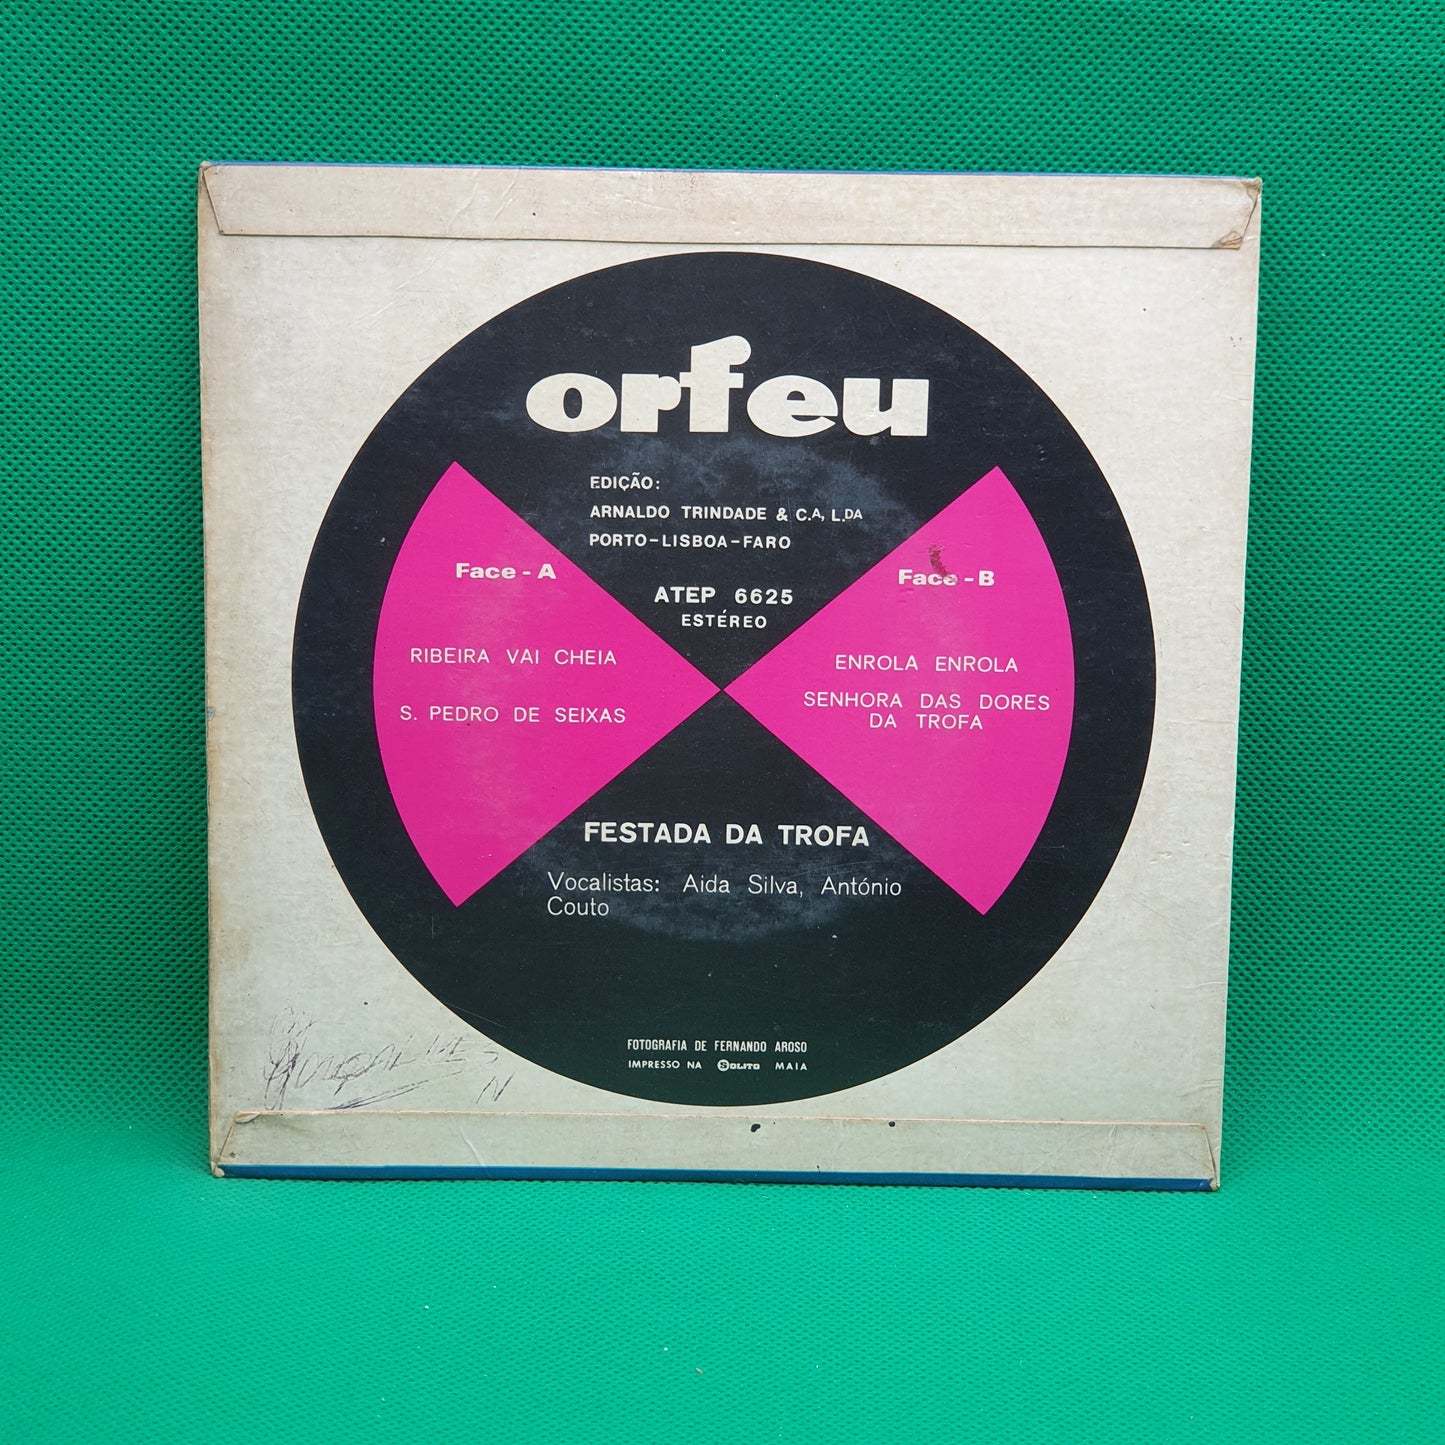 orfeu
EDIÇÃO:
ARNALDO TRINDADE & C.A, L.DA
PORTO-LISBOA-FARO
ATEP 6625
ESTÉREO
Face - A
RIBEIRA VAI CHEIA
S. PEDRO DE SEIXAS
Face - B
ENROLA ENROLA
SENHORA DAS DORES
DA TROFA
FESTADA DA TROFA
Vocalistas: Aida Silva, António
Couto
FOTOGRAFIA DE FERNANDO AROSO
IMPRESSO NA SOLITO MAIA